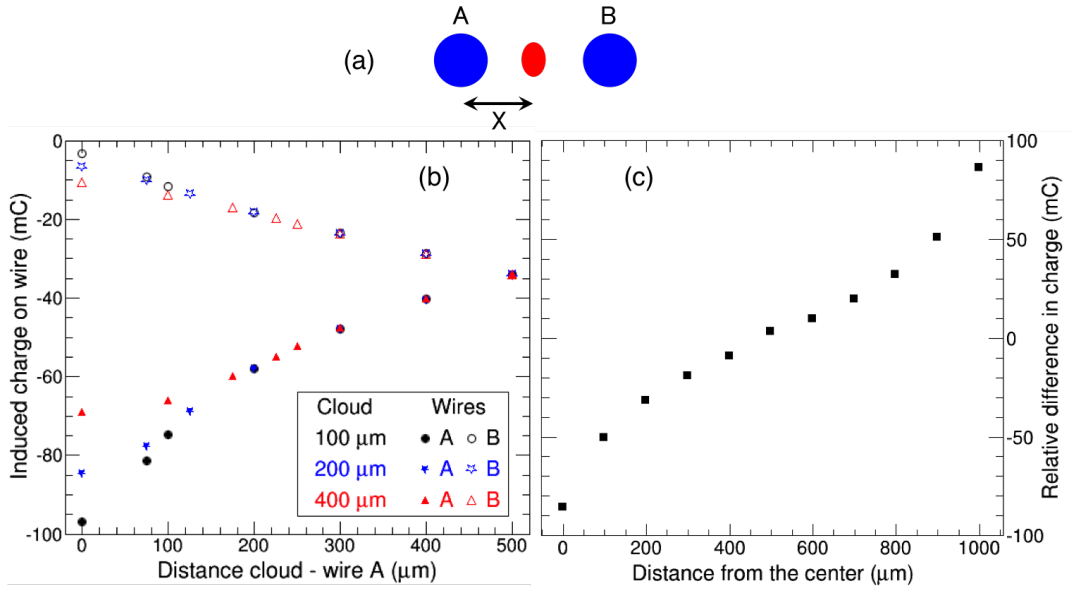 A B
(a)
X
(b)
Induced charge on wire (mC)
0
-20
-40
-60
-80
-100
0 100 200 300 400 500
Distance cloud - wire A (μm)
Cloud Wires
100 μm A B
200 μm A B
400 μm A B
(c)
Relative difference in charge (mC)
100
50
0
-50
-100
0 200 400 600 800 1000
Distance from the center (μm)